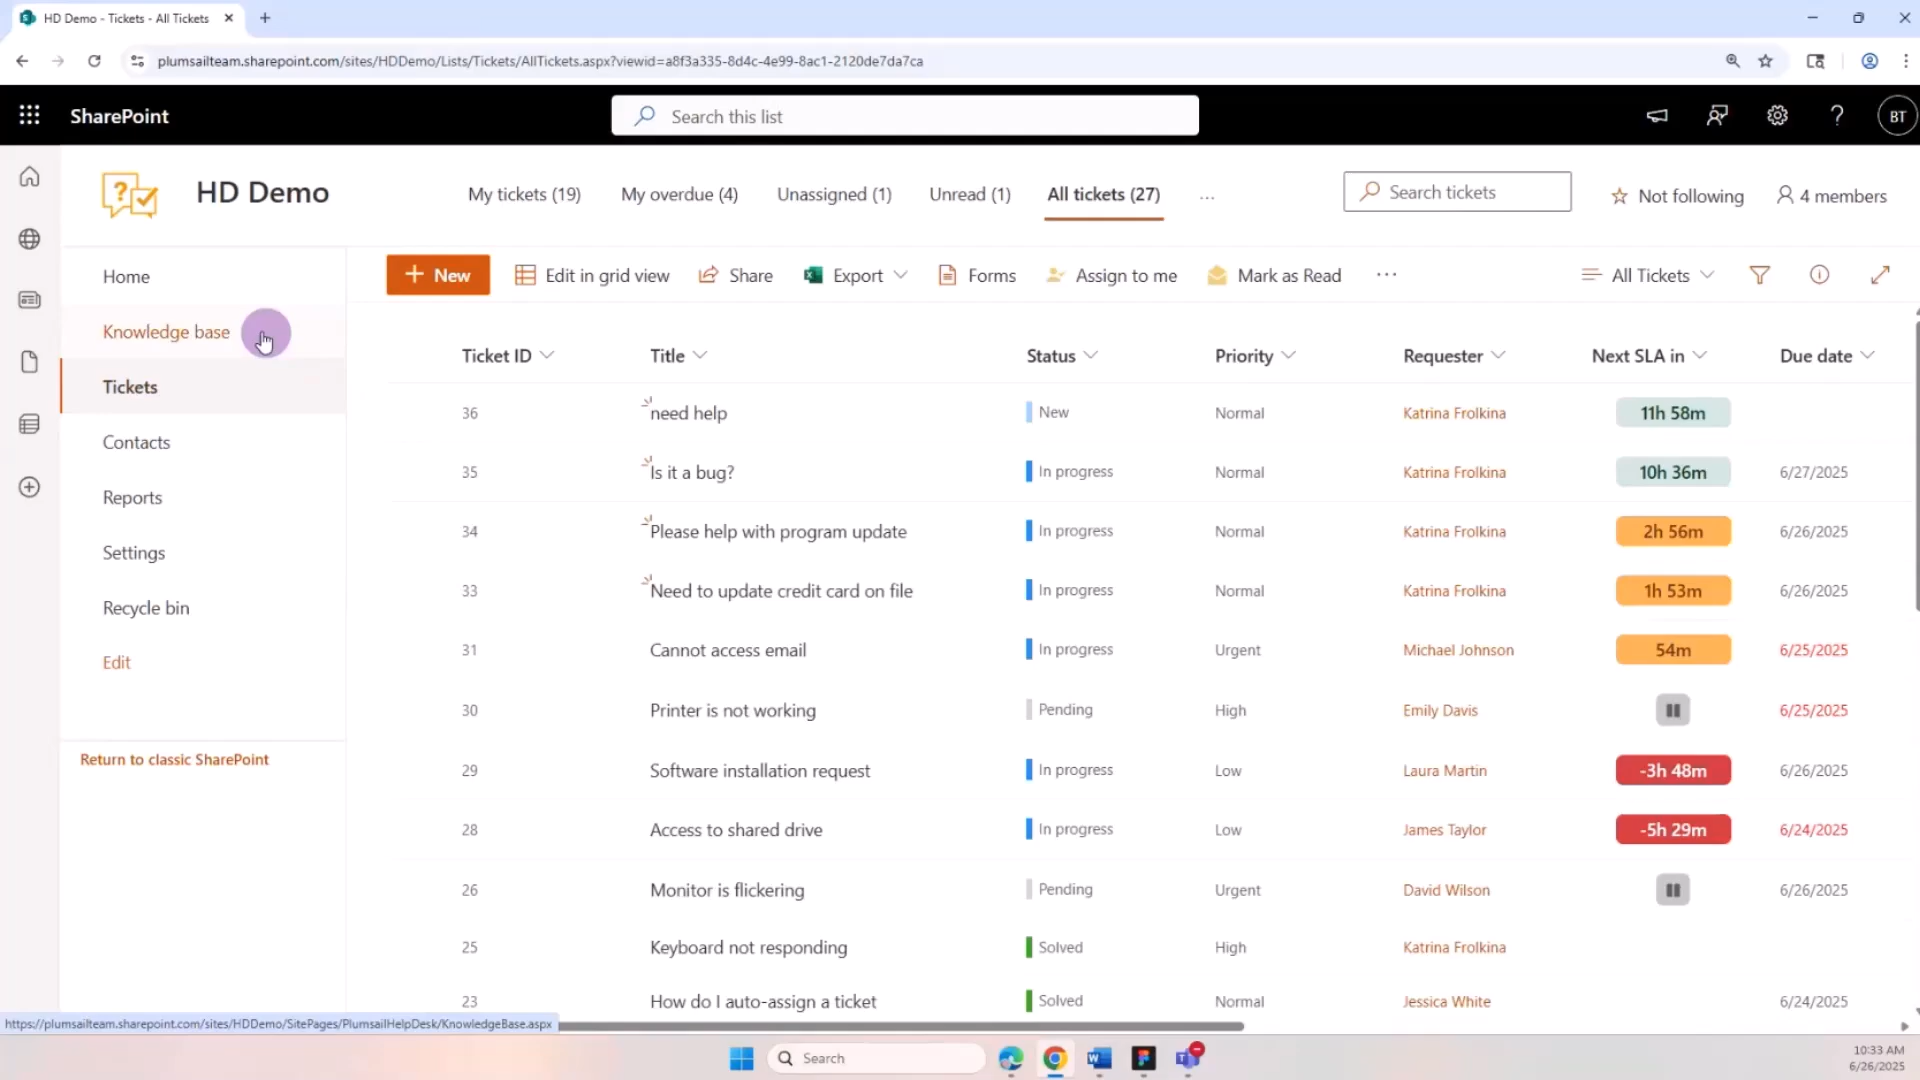 HD Demo - Tickets - All Tickets
plumsailteam.sharepoint.com/sites/HDDemo/Lists/Tickets/AllTickets.aspx?viewid=a8f3a335-8d4c-4e99-8ac1-2120de7da7ca
SharePoint
Search this list
BT
HD Demo
My tickets (19)
My overdue (4)
Unassigned (1)
Unread (1)
All tickets (27)
...
Search tickets
Not following
4 members
Home
Knowledge base
Tickets
Contacts
Reports
Settings
Recycle bin
Edit
Return to classic SharePoint
+ New
Edit in grid view
Share
Export
Forms
Assign to me
Mark as Read
...
All Tickets
Ticket ID Title Status Priority Requester Next SLA in Due date
36 need help New Normal Katrina Frolkina 11h 58m
35 Is it a bug? In progress Normal Katrina Frolkina 10h 36m 6/27/2025
34 Please help with program update In progress Normal Katrina Frolkina 2h 56m 6/26/2025
33 Need to update credit card on file In progress Normal Katrina Frolkina 1h 53m 6/26/2025
31 Cannot access email In progress Urgent Michael Johnson 54m 6/25/2025
30 Printer is not working Pending High Emily Davis 6/25/2025
29 Software installation request In progress Low Laura Martin -3h 48m 6/26/2025
28 Access to shared drive In progress Low James Taylor -5h 29m 6/24/2025
26 Monitor is flickering Pending Urgent David Wilson 6/26/2025
25 Keyboard not responding Solved High Katrina Frolkina
23 How do I auto-assign a ticket Solved Normal Jessica White 6/24/2025
https://plumsailteam.sharepoint.com/sites/HDDemo/SitePages/PlumsailHelpDesk/KnowledgeBase.aspx
Search
10:33 AM
6/26/2025